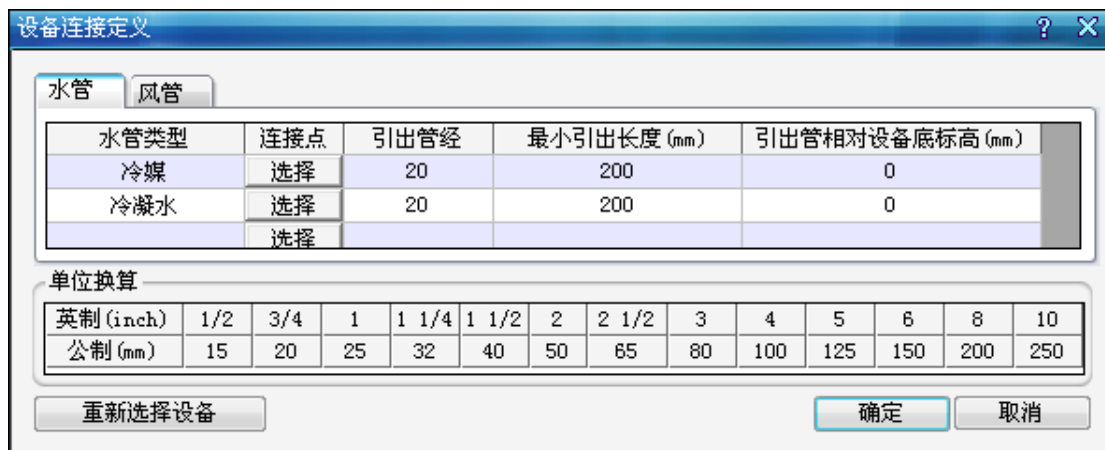 设备连接定义 ? X
水管 风管
水管类型 连接点 引出管经 最小引出长度(mm) 引出管相对设备底标高(mm)
冷媒 选择 20 200 0
冷凝水 选择 20 200 0
选择
单位换算
英制(inch) 1/2 3/4 1 1 1/4 1 1/2 2 2 1/2 3 4 5 6 8 10
公制(mm) 15 20 25 32 40 50 65 80 100 125 150 200 250
重新选择设备 确定 取消